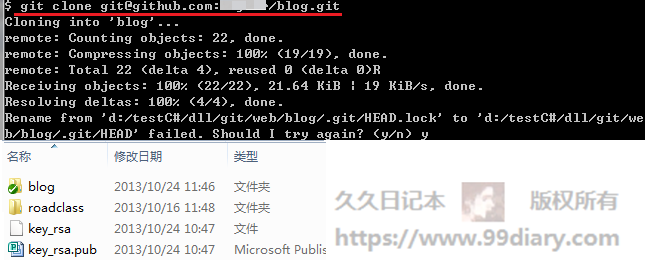 $ git clone git@github.com: /blog.git
Cloning into 'blog'...
remote: Counting objects: 22, done.
remote: Compressing objects: 100% (19/19), done.
remote: Total 22 (delta 4), reused 0 (delta 0)R
Receiving objects: 100% (22/22), 21.64 KiB ¦ 19 KiB/s, done.
Resolving deltas: 100% (4/4), done.
Rename from 'd:/testC#/dll/git/web/blog/.git/HEAD.lock' to 'd:/testC#/dll/git/we
b/blog/.git/HEAD' failed. Should I try again? (y/n) y
名称 修改日期 类型
blog 2013/10/24 11:46 文件夹
roadclass 2013/10/16 11:48 文件夹
key_rsa 2013/10/24 10:47 文件
key_rsa.pub 2013/10/24 10:47 Microsoft Publis
久久日记本 版权所有
https://www.99diary.com